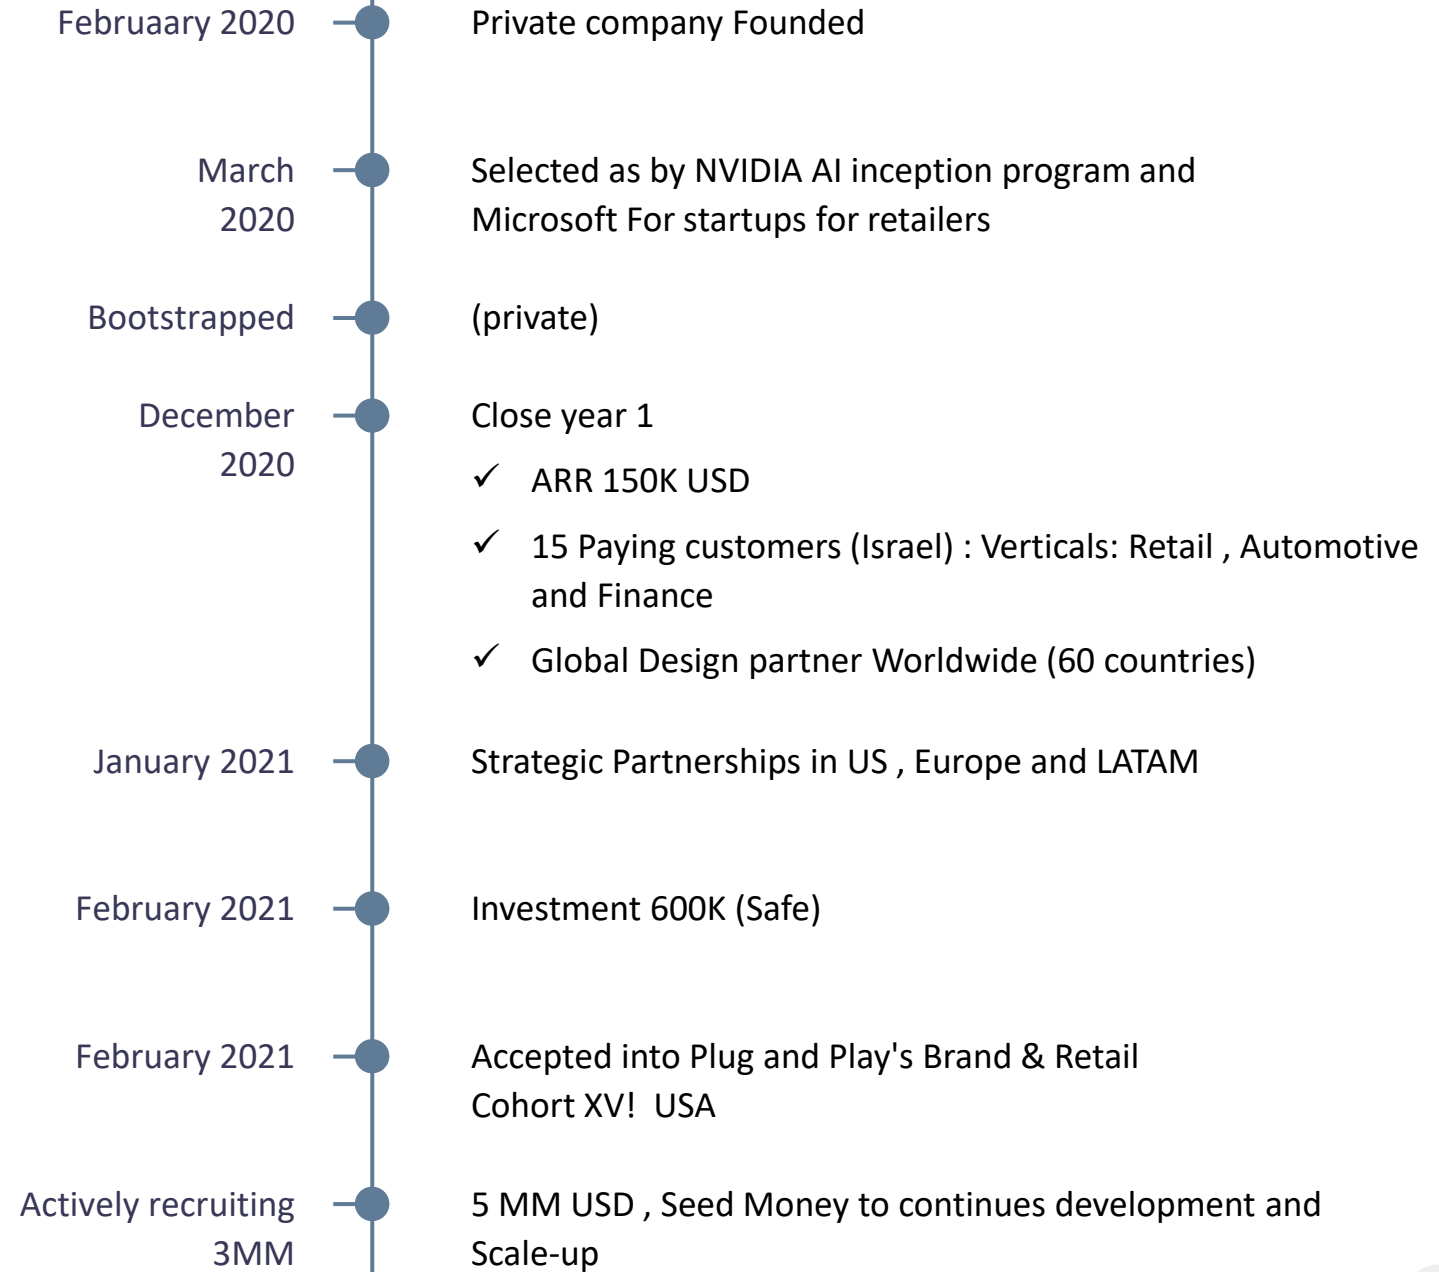 Februaary 2020
Private company Founded
March
2020
Selected as by NVIDIA AI inception program and
Microsoft For startups for retailers
Bootstrapped
(private)
December
2020
Close year 1
✓ ARR 150K USD
✓ 15 Paying customers (Israel) : Verticals: Retail , Automotive
and Finance
✓ Global Design partner Worldwide (60 countries)
January 2021
Strategic Partnerships in US , Europe and LATAM
February 2021
Investment 600K (Safe)
February 2021
Accepted into Plug and Play's Brand & Retail
Cohort XV!  USA
Actively recruiting
3MM
5 MM USD , Seed Money to continues development and
Scale-up